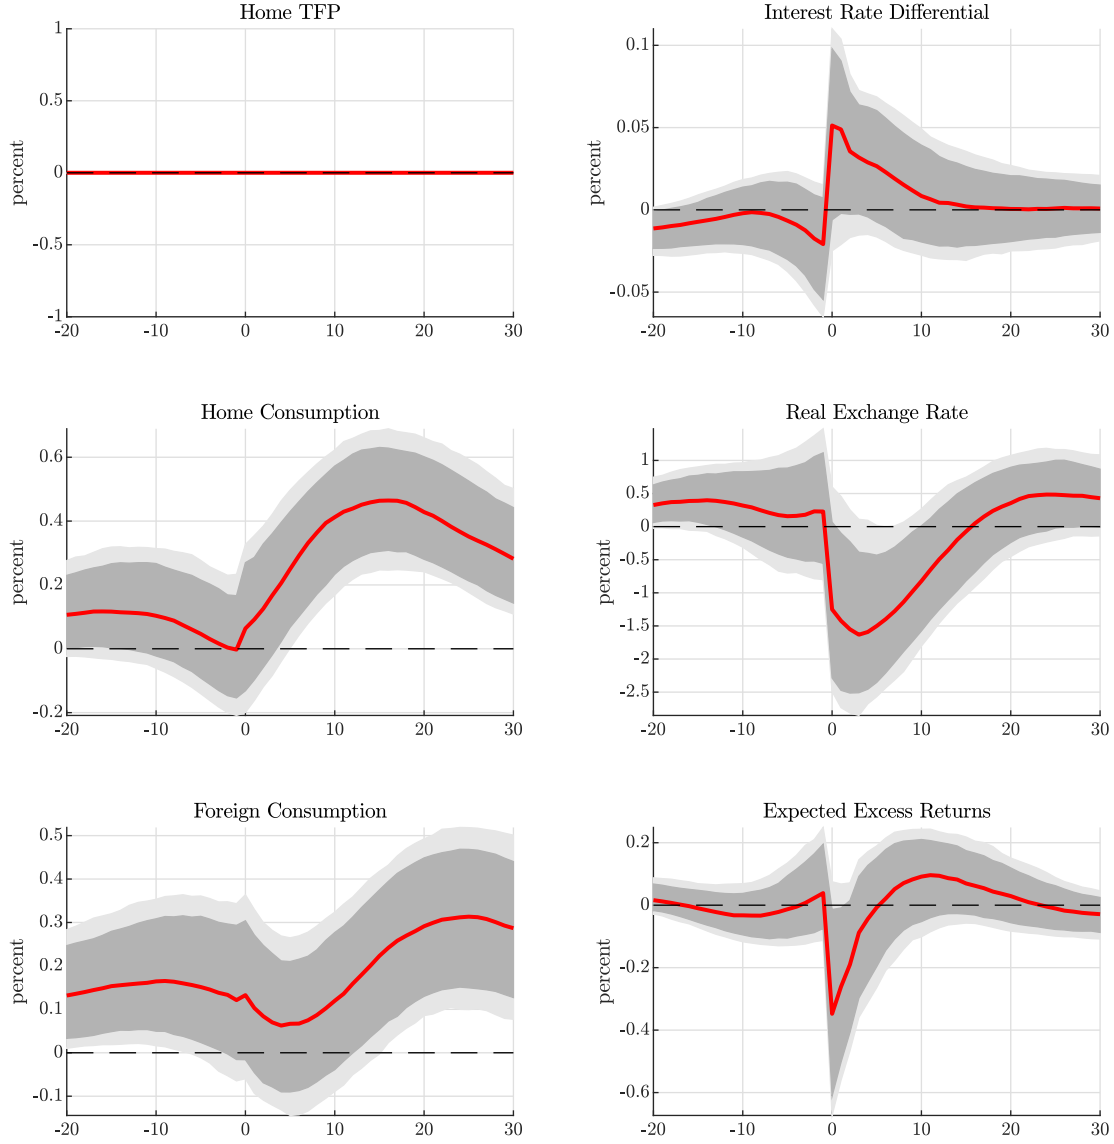 Home TFP
percent
1
0.5
0
-0.5
-1
-20 -10 0 10 20 30
Interest Rate Differential
percent
0.1
0.05
0
-0.05
-20 -10 0 10 20 30
Home Consumption
percent
0.6
0.4
0.2
0
-0.2
-20 -10 0 10 20 30
Real Exchange Rate
percent
1
0.5
0
-0.5
-1
-1.5
-2
-2.5
-20 -10 0 10 20 30
Foreign Consumption
percent
0.5
0.4
0.3
0.2
0.1
0
-0.1
-20 -10 0 10 20 30
Expected Excess Returns
percent
0.2
0
-0.2
-0.4
-0.6
-20 -10 0 10 20 30